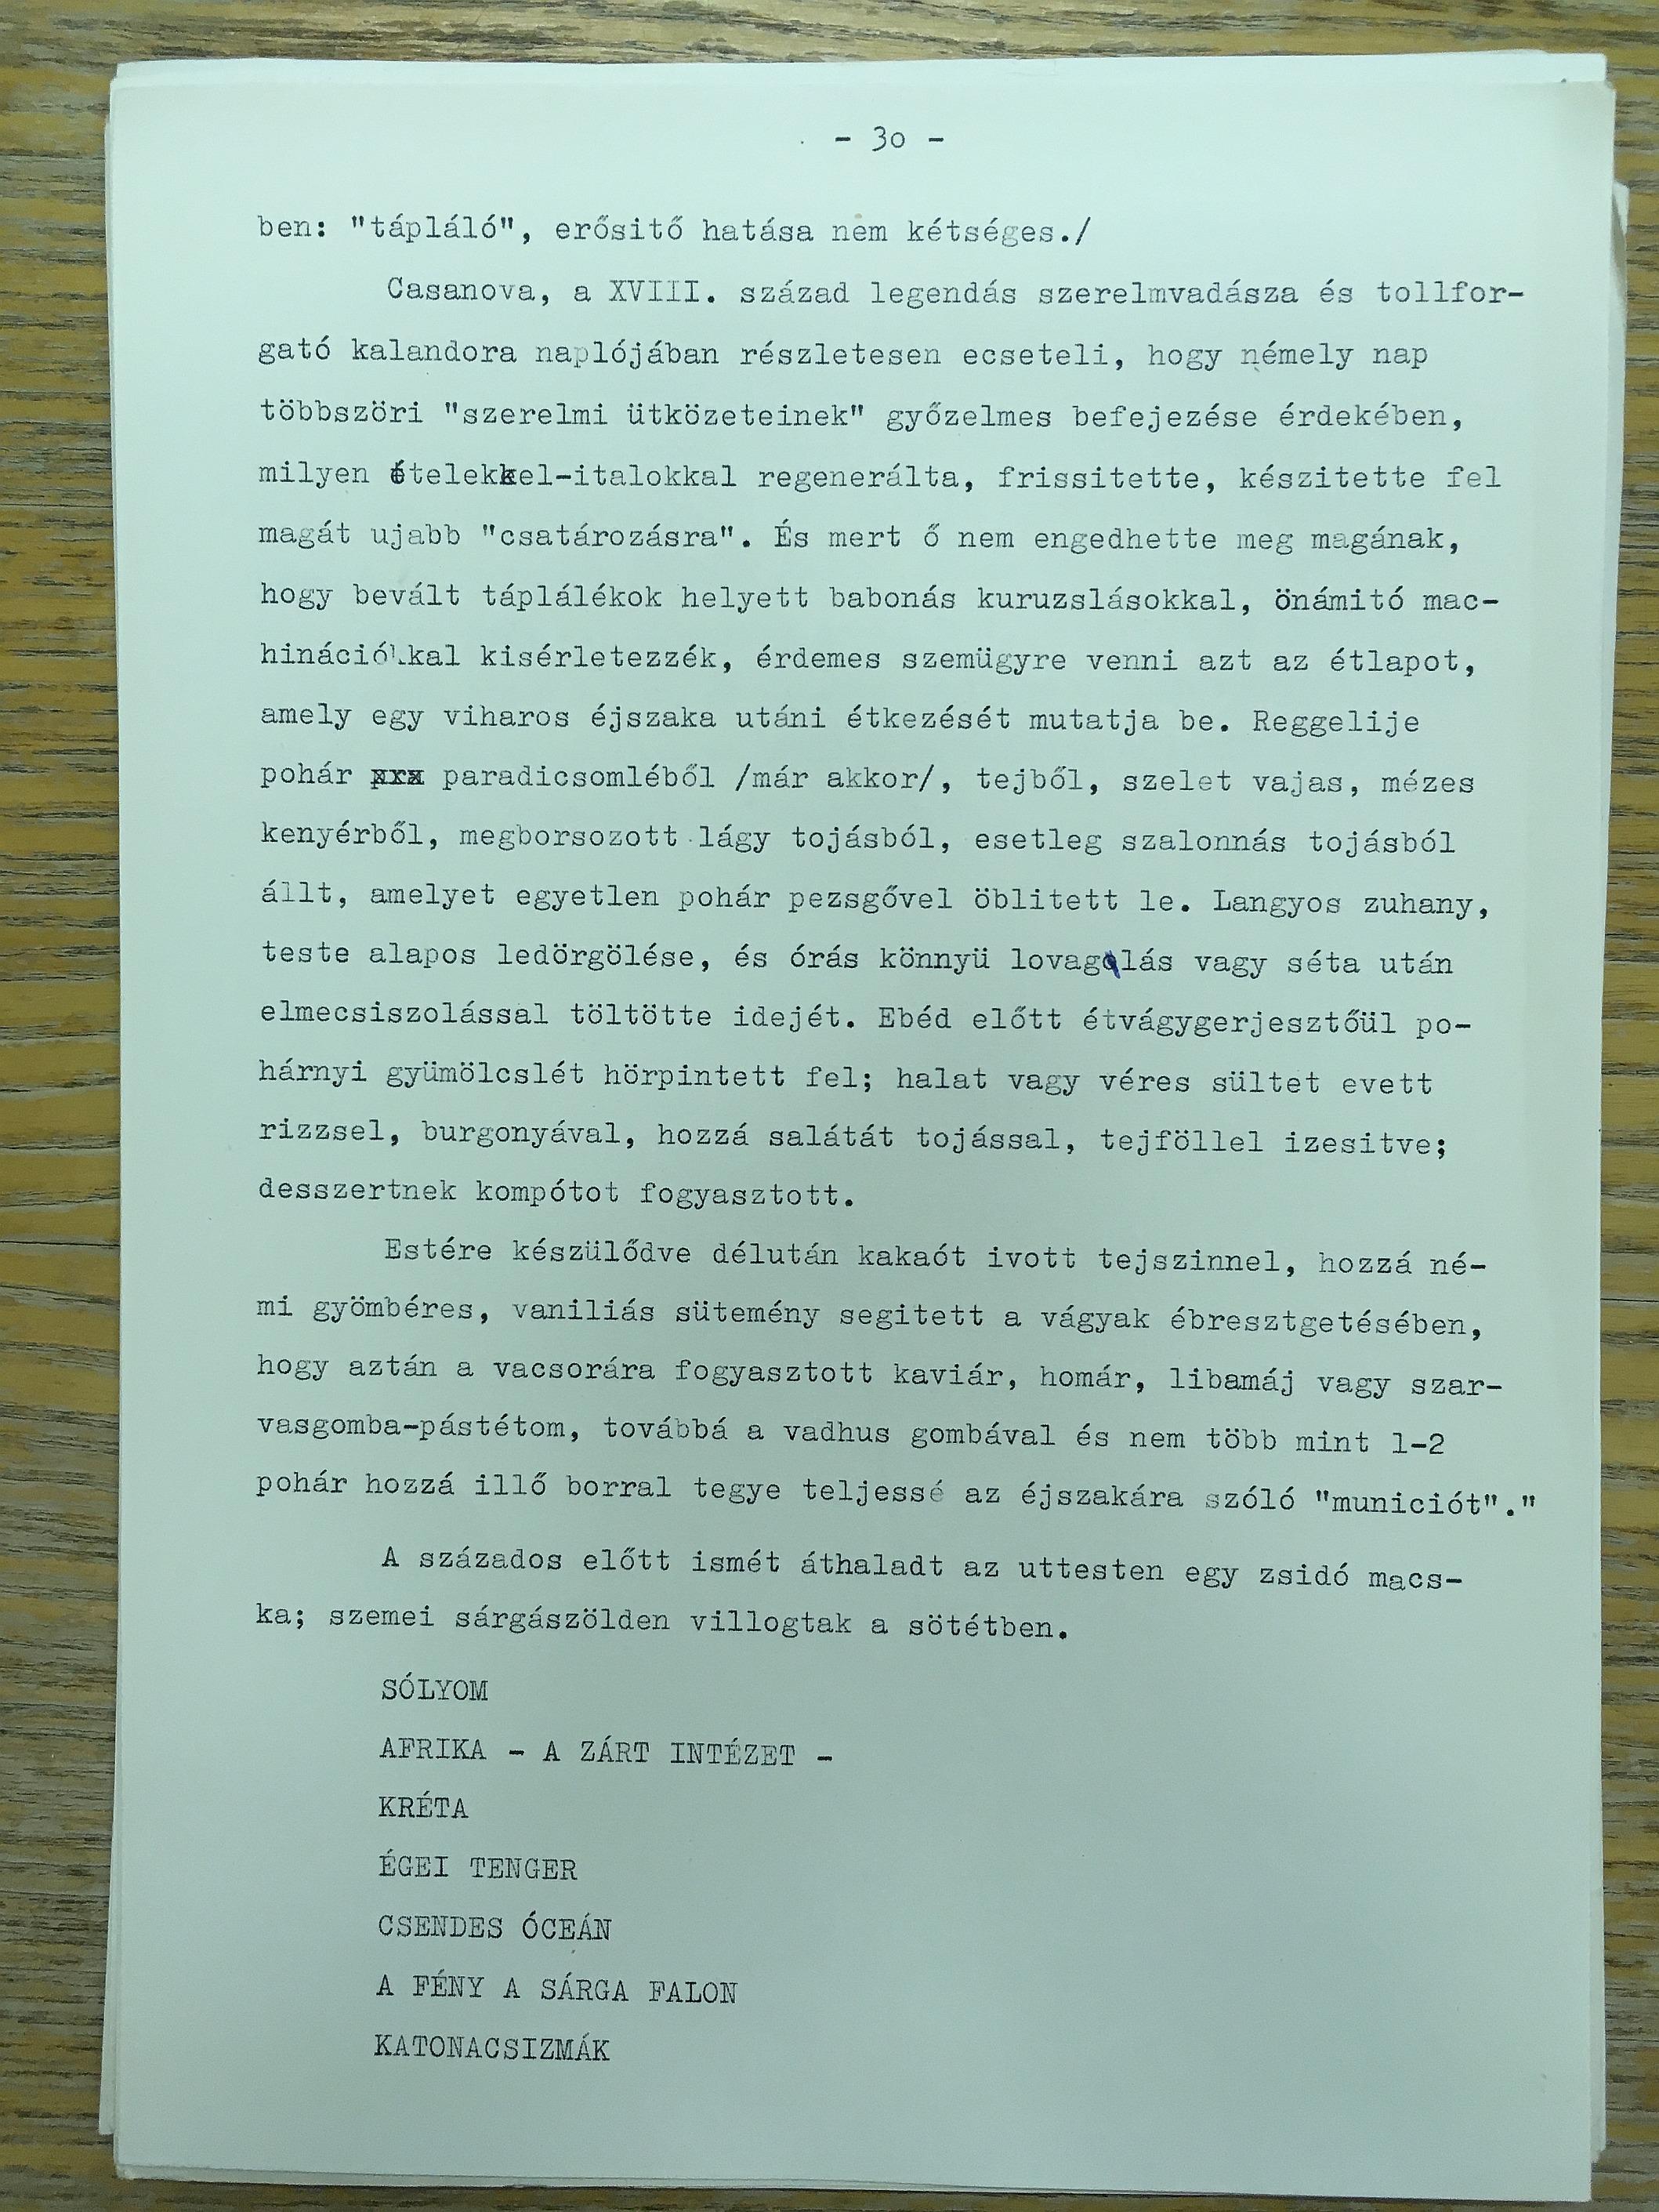 - 3o -
ben: "tápláló", erősitő hatása nem kétséges./
Casanova, a XVIII. század legendás szerelmvadásza és tollfor-
gató kalandora naplójában részletesen ecseteli, hogy némely nap
többszöri "szerelmi ütközeteinek" győzelmes befejezése érdekében,
milyen ételekkel-italokkal regenerálta, frissitette, készitette fel
magát ujabb "csatározásra". És mert ő nem engedhette meg magának,
hogy bevált táplálékok helyett babonás kuruzslásokkal, önámitó mac-
hinációkkal kisérletezzék, érdemes szemügyre venni azt az étlapot,
amely egy viharos éjszaka utáni étkezését mutatja be. Reggelije
pohár xrx paradicsomléből /már akkor/, tejből, szelet vajas, mézes
kenyérből, megborsozott lágy tojásból, esetleg szalonnás tojásból
állt, amelyet egyetlen pohár pezsgővel öblitett le. Langyos zuhany,
teste alapos ledörgölése, és órás könnyü lovaglás vagy séta után
elmecsiszolással töltötte idejét. Ebéd előtt étvágygerjesztőül po-
hárnyi gyümölcslét hörpintett fel; halat vagy véres sültet evett
rizzsel, burgonyával, hozzá salátát tojással, tejföllel izesitve;
desszertnek kompótot fogyasztott.
Estére készülődve délután kakaót ivott tejszinnel, hozzá né-
mi gyömbéres, vaniliás sütemény segitett a vágyak ébresztgetésében,
hogy aztán a vacsorára fogyasztott kaviár, homár, libamáj vagy szar-
vasgomba-pástétom, továbbá a vadhus gombával és nem több mint 1-2
pohár hozzá illő borral tegye teljessé az éjszakára szóló "municiót"."
A százados előtt ismét áthaladt az uttesten egy zsidó macs-
ka; szemei sárgászölden villogtak a sötétben.
SÓLYOM
AFRIKA - A ZÁRT INTÉZET -
KRÉTA
ÉGEI TENGER
CSENDES ÓCEÁN
A FÉNY A SÁRGA FALON
KATONACSIZMÁK